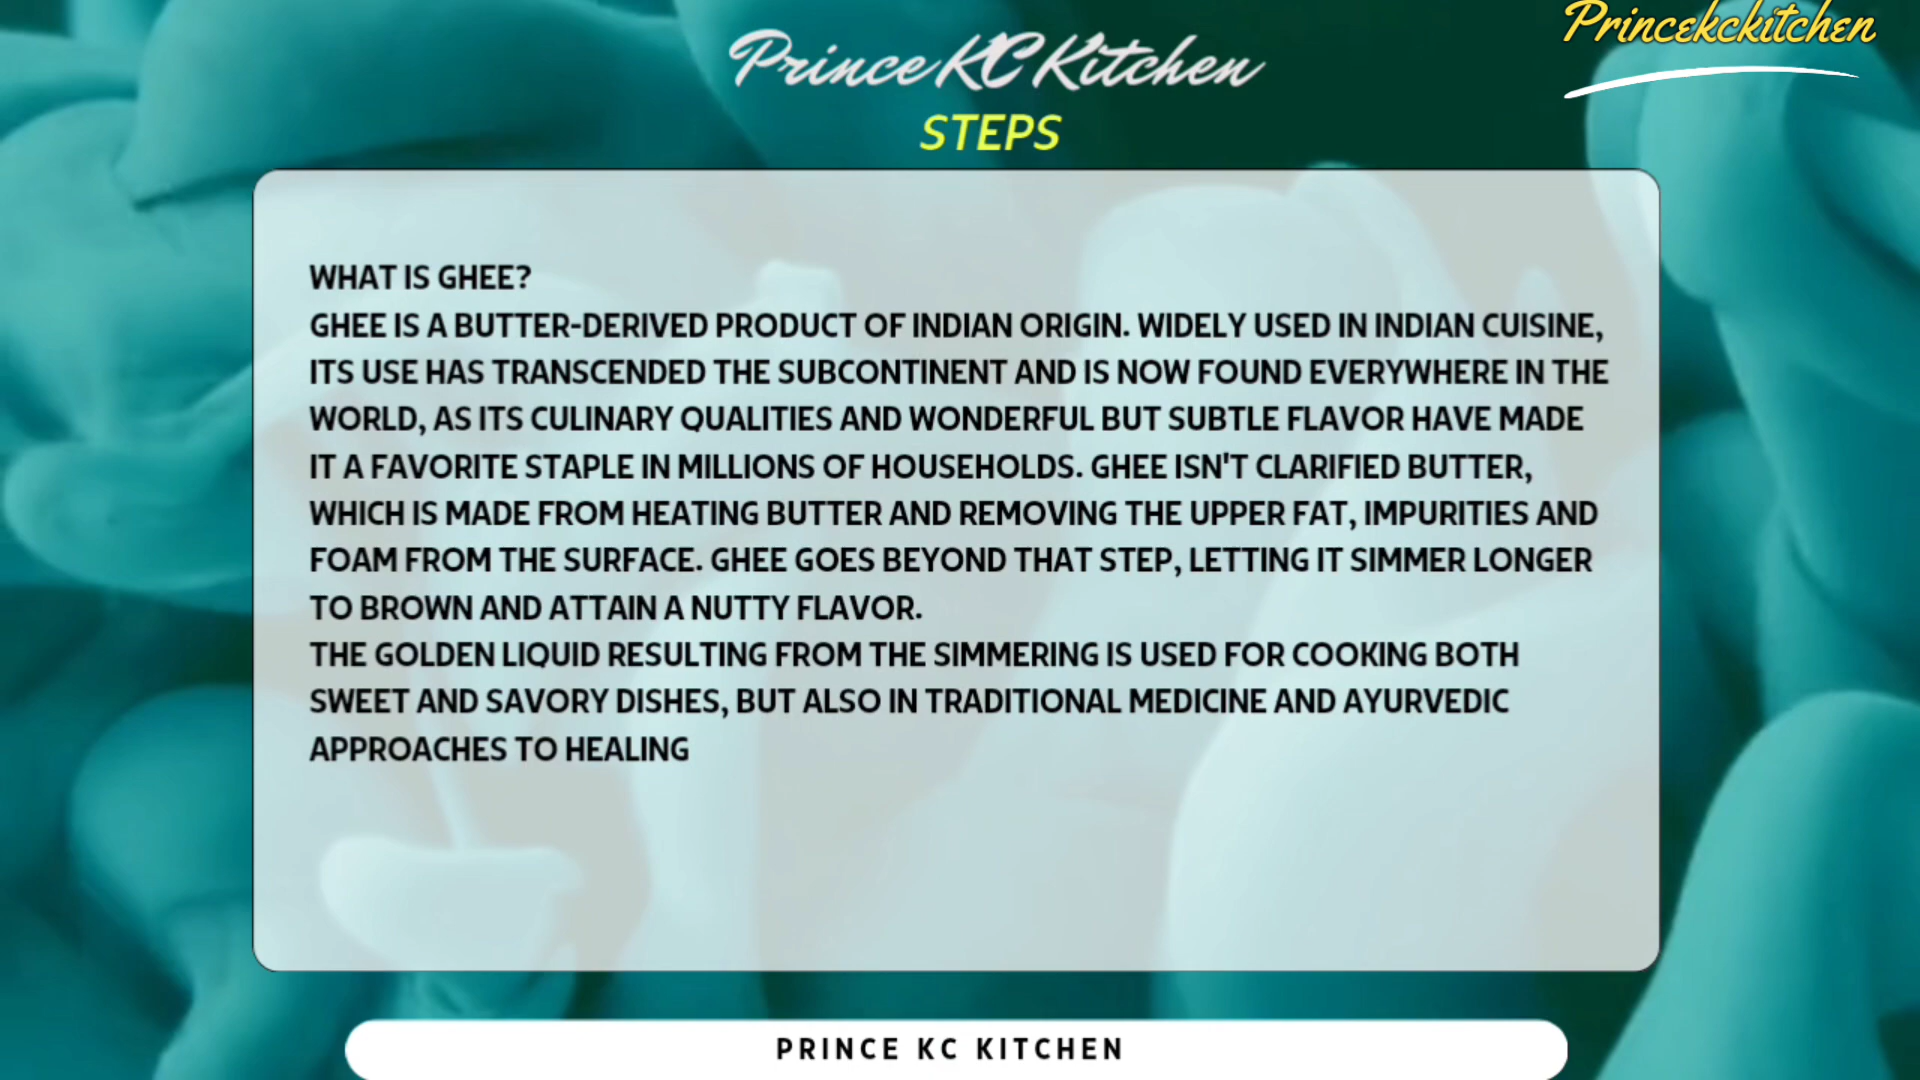 Prince KC Kitchen
Princekckitchen
STEPS
WHAT IS GHEE?
GHEE IS A BUTTER-DERIVED PRODUCT OF INDIAN ORIGIN. WIDELY USED IN INDIAN CUISINE,
ITS USE HAS TRANSCENDED THE SUBCONTINENT AND IS NOW FOUND EVERYWHERE IN THE
WORLD, AS ITS CULINARY QUALITIES AND WONDERFUL BUT SUBTLE FLAVOR HAVE MADE
IT A FAVORITE STAPLE IN MILLIONS OF HOUSEHOLDS. GHEE ISN'T CLARIFIED BUTTER,
WHICH IS MADE FROM HEATING BUTTER AND REMOVING THE UPPER FAT, IMPURITIES AND
FOAM FROM THE SURFACE. GHEE GOES BEYOND THAT STEP, LETTING IT SIMMER LONGER
TO BROWN AND ATTAIN A NUTTY FLAVOR.
THE GOLDEN LIQUID RESULTING FROM THE SIMMERING IS USED FOR COOKING BOTH
SWEET AND SAVORY DISHES, BUT ALSO IN TRADITIONAL MEDICINE AND AYURVEDIC
APPROACHES TO HEALING
PRINCE KC KITCHEN